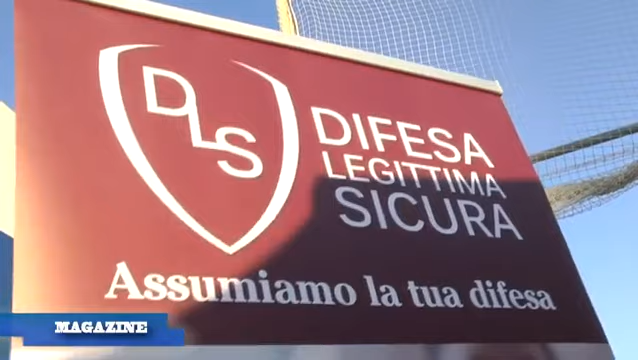 DLS
DIFESA
LEGITTIMA
SICURA
Assumiamo la tua difesa
MAGAZINE